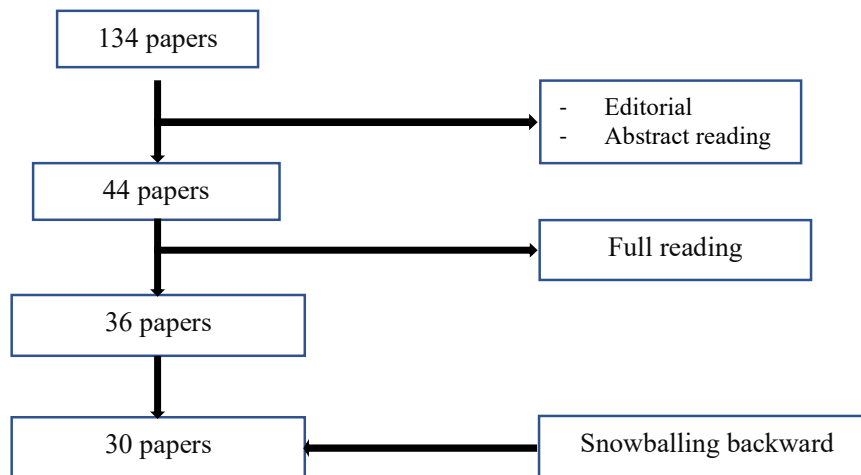 134 papers
- Editorial
- Abstract reading
44 papers
Full reading
36 papers
30 papers
Snowballing backward